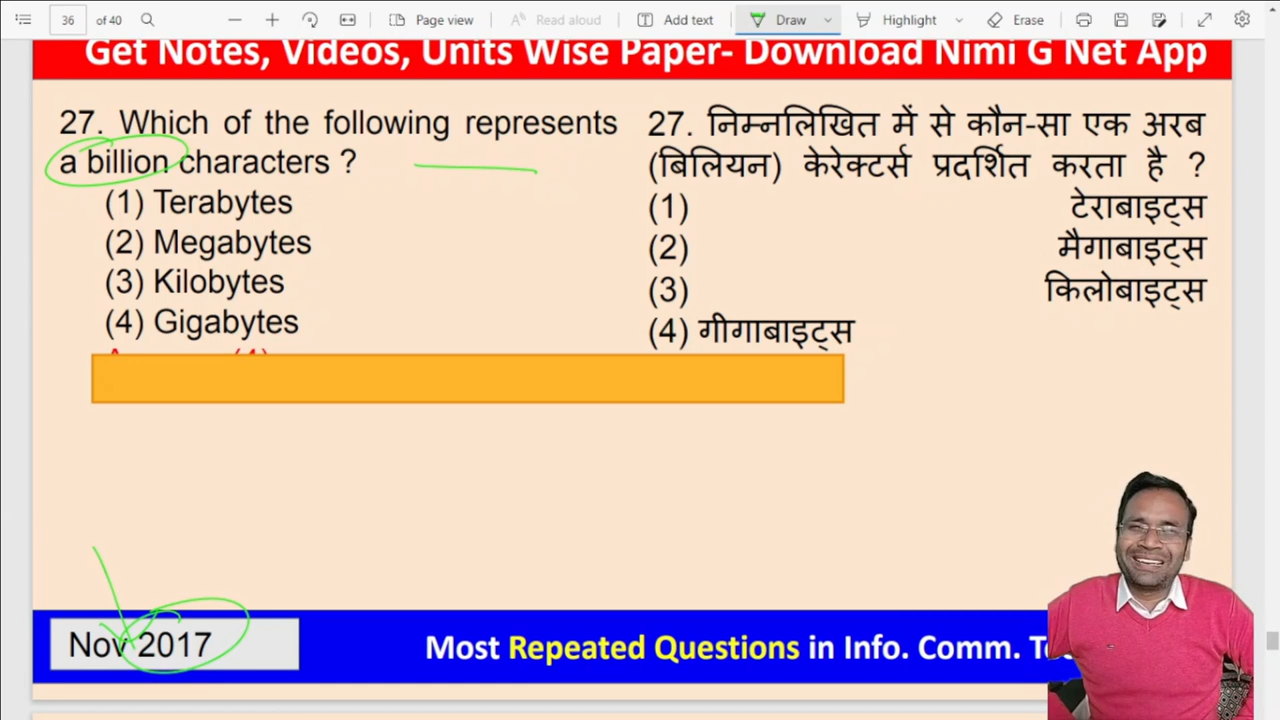 36 of 40 Page view Read aloud Add text Draw Highlight Erase
Get Notes, Videos, Units Wise Paper- Download Nimi G Net App
27. Which of the following represents
a billion characters ?
(1) Terabytes
(2) Megabytes
(3) Kilobytes
(4) Gigabytes
27. निम्नलिखित में से कौन-सा एक अरब
(बिलियन) केरेक्टर्स प्रदर्शित करता है ?
(1) टेराबाइट्स
(2) मैगाबाइट्स
(3) किलोबाइट्स
(4) गीगाबाइट्स
Nov 2017
Most Repeated Questions in Info. Comm.